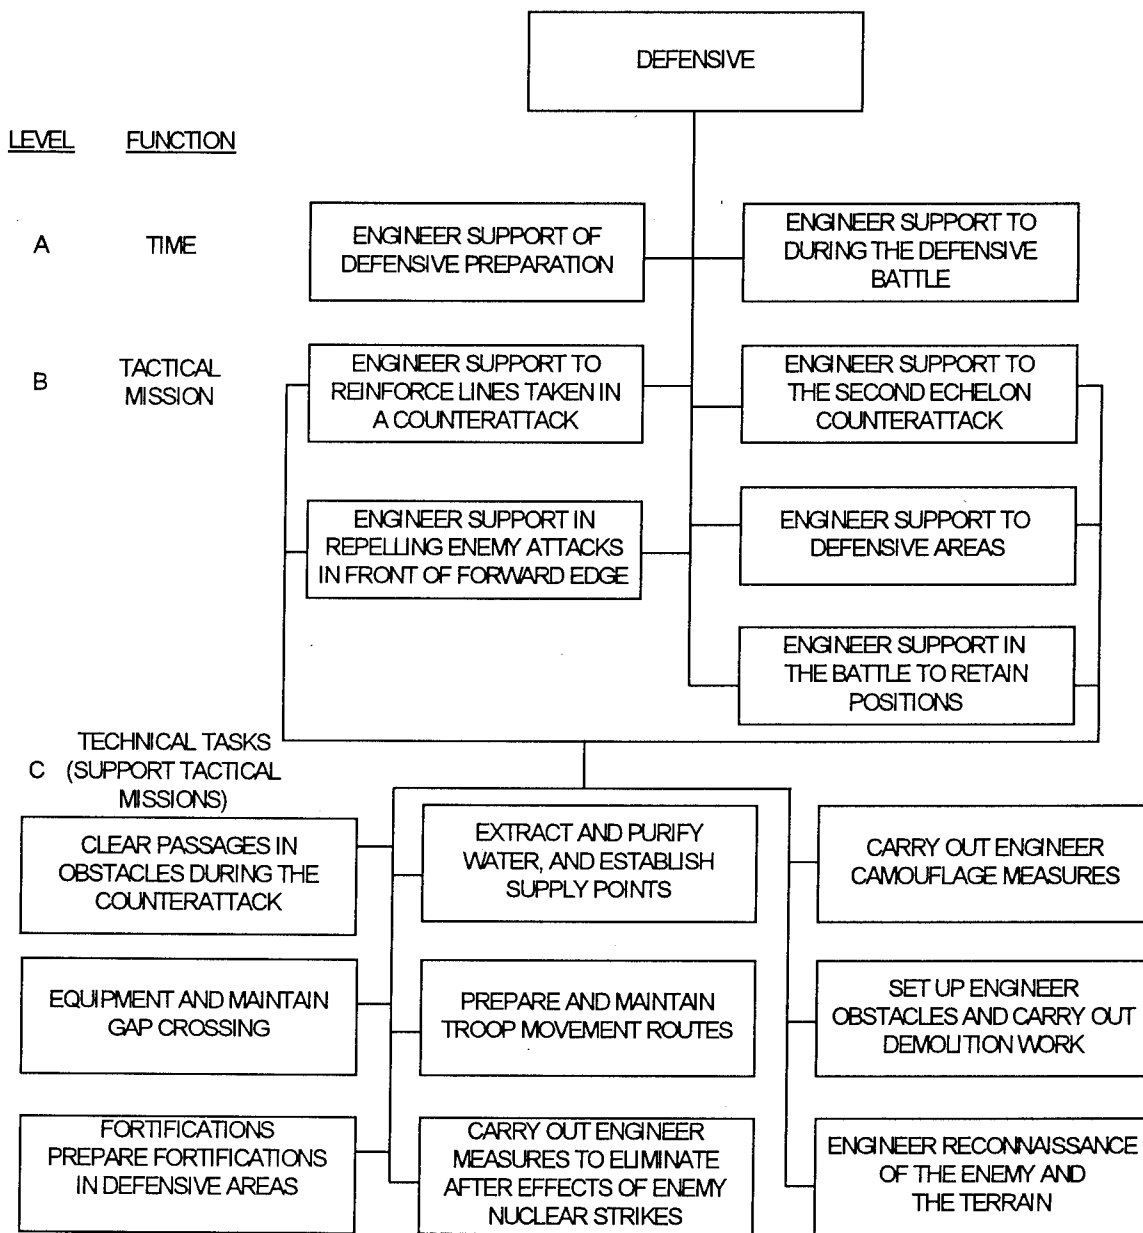 DEFENSIVE
LEVEL FUNCTION
A TIME
ENGINEER SUPPORT OF
DEFENSIVE PREPARATION
ENGINEER SUPPORT TO
DURING THE DEFENSIVE
BATTLE
B TACTICAL
MISSION
ENGINEER SUPPORT TO
REINFORCE LINES TAKEN IN
A COUNTERATTACK
ENGINEER SUPPORT TO
THE SECOND ECHELON
COUNTERATTACK
ENGINEER SUPPORT IN
REPELLING ENEMY ATTACKS
IN FRONT OF FORWARD EDGE
ENGINEER SUPPORT TO
DEFENSIVE AREAS
ENGINEER SUPPORT IN
THE BATTLE TO RETAIN
POSITIONS
TECHNICAL TASKS
C (SUPPORT TACTICAL
MISSIONS)
CLEAR PASSAGES IN
OBSTACLES DURING THE
COUNTERATTACK
EXTRACT AND PURIFY
WATER, AND ESTABLISH
SUPPLY POINTS
CARRY OUT ENGINEER
CAMOUFLAGE MEASURES
EQUIPMENT AND MAINTAIN
GAP CROSSING
PREPARE AND MAINTAIN
TROOP MOVEMENT ROUTES
SET UP ENGINEER
OBSTACLES AND CARRY OUT
DEMOLITION WORK
FORTIFICATIONS
PREPARE FORTIFICATIONS
IN DEFENSIVE AREAS
CARRY OUT ENGINEER
MEASURES TO ELIMINATE
AFTER EFFECTS OF ENEMY
NUCLEAR STRIKES
ENGINEER RECONNAISSANCE
OF THE ENEMY AND
THE TERRAIN